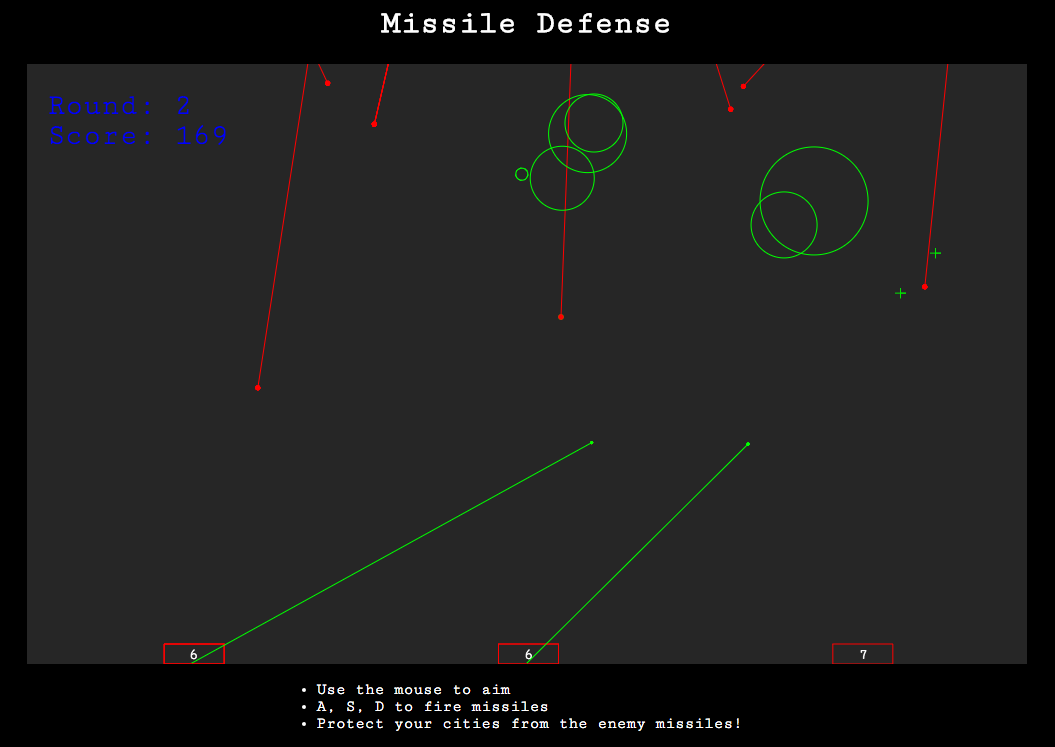 Missile Defense
Round: 2
Score: 169
6 6 7
Use the mouse to aim
A, S, D to fire missiles
Protect your cities from the enemy missiles!